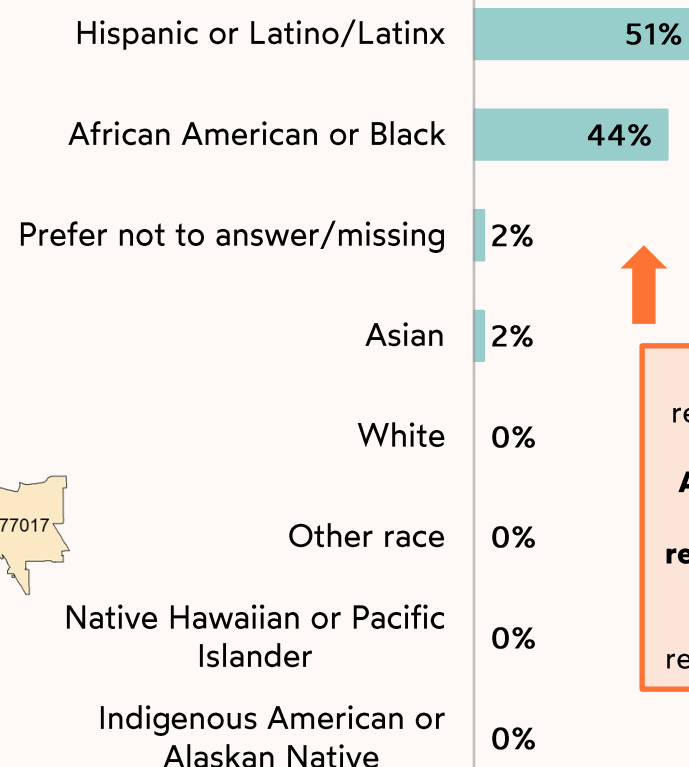 Hispanic or Latino/Latinx 51%
African American or Black 44%
Prefer not to answer/missing 2%
Asian 2%
White 0%
77017
Other race 0%
Native Hawaiian or Pacific
Islander 0%
Indigenous American or
Alaskan Native 0%